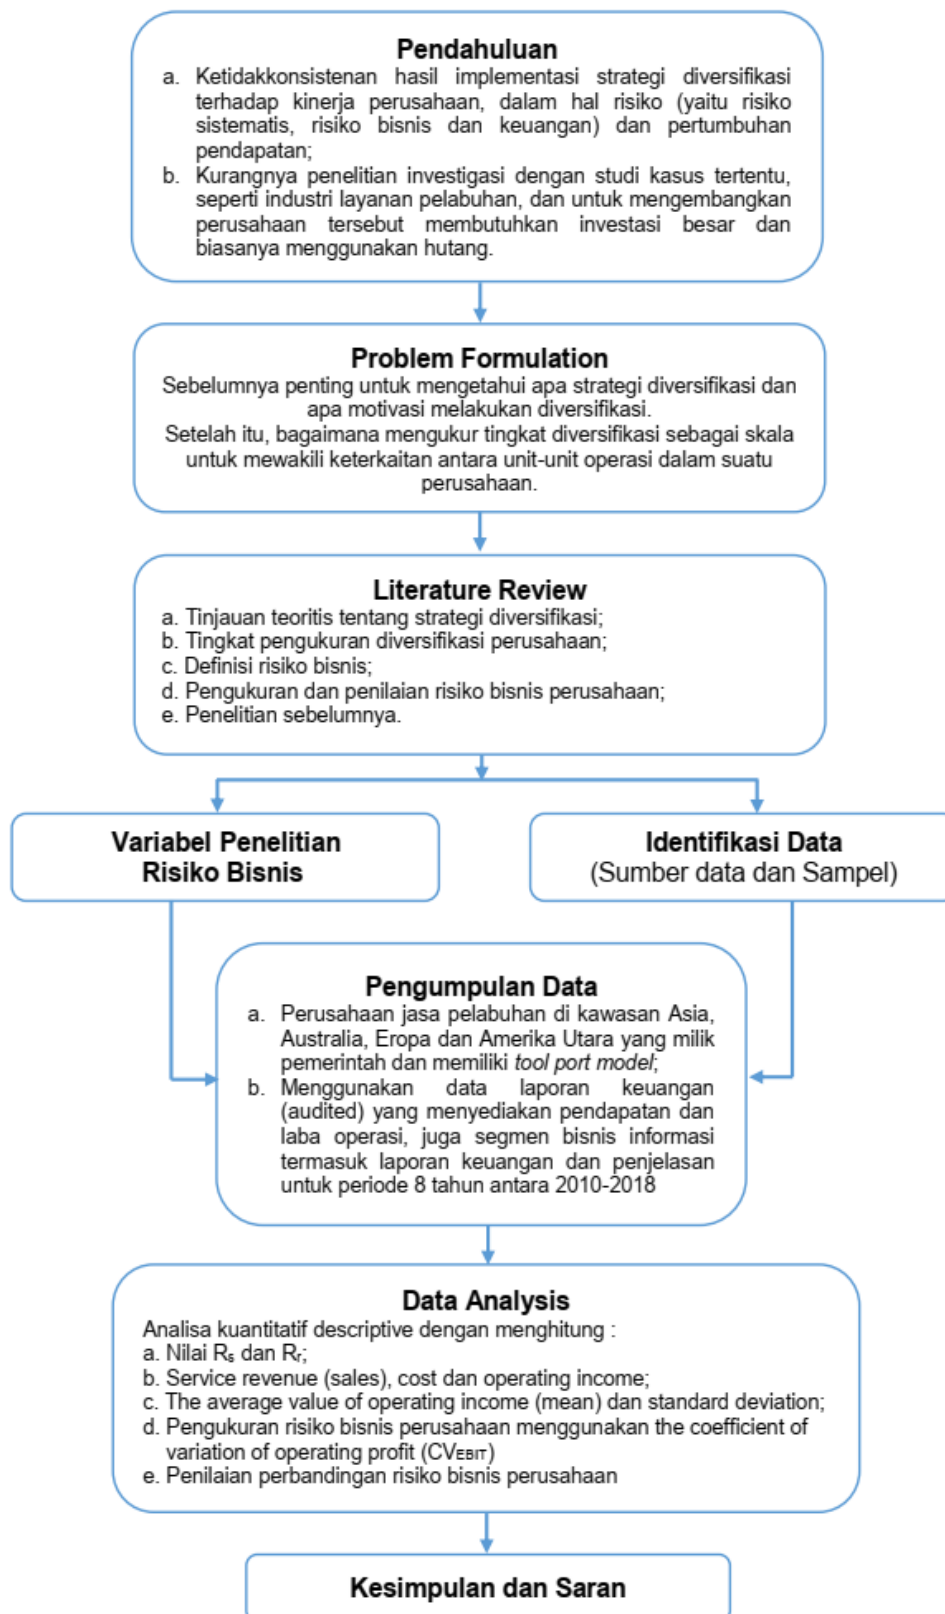 Pendahuluan
a. Ketidakkonsistenan hasil implementasi strategi diversifikasi
terhadap kinerja perusahaan, dalam hal risiko (yaitu risiko
sistematis, risiko bisnis dan keuangan) dan pertumbuhan
pendapatan;
b. Kurangnya penelitian investigasi dengan studi kasus tertentu,
seperti industri layanan pelabuhan, dan untuk mengembangkan
perusahaan tersebut membutuhkan investasi besar dan
biasanya menggunakan hutang.
Problem Formulation
Sebelumnya penting untuk mengetahui apa strategi diversifikasi dan
apa motivasi melakukan diversifikasi.
Setelah itu, bagaimana mengukur tingkat diversifikasi sebagai skala
untuk mewakili keterkaitan antara unit-unit operasi dalam suatu
perusahaan.
Literature Review
a. Tinjauan teoritis tentang strategi diversifikasi;
b. Tingkat pengukuran diversifikasi perusahaan;
c. Definisi risiko bisnis;
d. Pengukuran dan penilaian risiko bisnis perusahaan;
e. Penelitian sebelumnya.
Variabel Penelitian
Risiko Bisnis
Identifikasi Data
(Sumber data dan Sampel)
Pengumpulan Data
a. Perusahaan jasa pelabuhan di kawasan Asia,
Australia, Eropa dan Amerika Utara yang milik
pemerintah dan memiliki tool port model;
b. Menggunakan data laporan keuangan
(audited) yang menyediakan pendapatan dan
laba operasi, juga segmen bisnis informasi
termasuk laporan keuangan dan penjelasan
untuk periode 8 tahun antara 2010-2018
Data Analysis
Analisa kuantitatif descriptive dengan menghitung :
a. Nilai Rₛ dan Rᵣ;
b. Service revenue (sales), cost dan operating income;
c. The average value of operating income (mean) dan standard deviation;
d. Pengukuran risiko bisnis perusahaan menggunakan the coefficient of
variation of operating profit (CVEBIT)
e. Penilaian perbandingan risiko bisnis perusahaan
Kesimpulan dan Saran